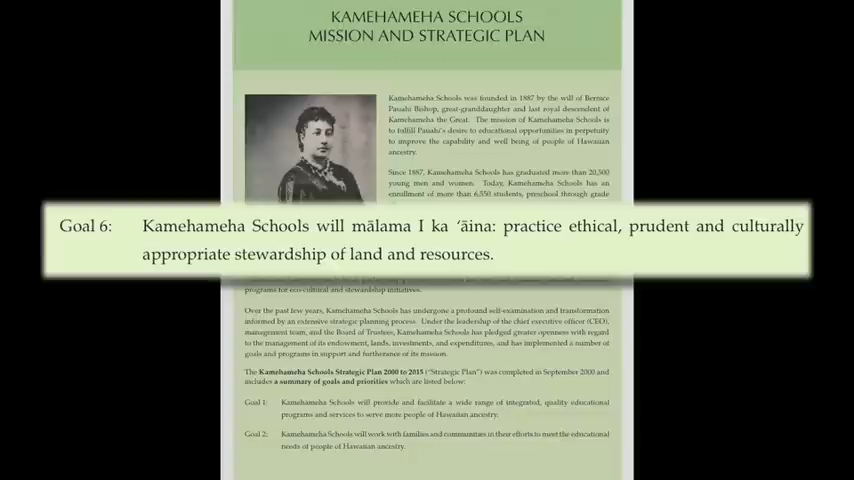 KAMEHAMEHA SCHOOLS
MISSION AND STRATEGIC PLAN
Kamehameha Schools was founded in 1887 by the will of Bernice
Pauahi Bishop, great-granddaughter and last royal descendent of
Kamehameha the Great. The mission of Kamehameha Schools is
to fulfill Pauahi's desire to educational opportunities in perpetuity
to improve the capability and well being of people of Hawaiian
ancestry.
Since 1887, Kamehameha Schools has graduated more than 20,500
young men and women. Today, Kamehameha Schools has an
enrollment of more than 6,550 students, preschool through grade
Goal 6: Kamehameha Schools will mālama I ka ‘āina: practice ethical, prudent and culturally
appropriate stewardship of land and resources.
programs for eco-cultural and stewardship initiatives.
Over the past few years, Kamehameha Schools has undergone a profound self-examination and transformation
informed by an extensive strategic planning process. Under the leadership of the chief executive officer (CEO),
management team, and the Board of Trustees, Kamehameha Schools has pledged greater openness with regard
to the management of its endowment, lands, investments, and expenditures, and has implemented a number of
goals and programs in support and furtherance of its mission.
The Kamehameha Schools Strategic Plan 2000 to 2015 ("Strategic Plan") was completed in September 2000 and
includes a summary of goals and priorities which are listed below:
Goal 1: Kamehameha Schools will provide and facilitate a wide range of integrated, quality educational
programs and services to serve more people of Hawaiian ancestry.
Goal 2: Kamehameha Schools will work with families and communities in their efforts to meet the educational
needs of people of Hawaiian ancestry.